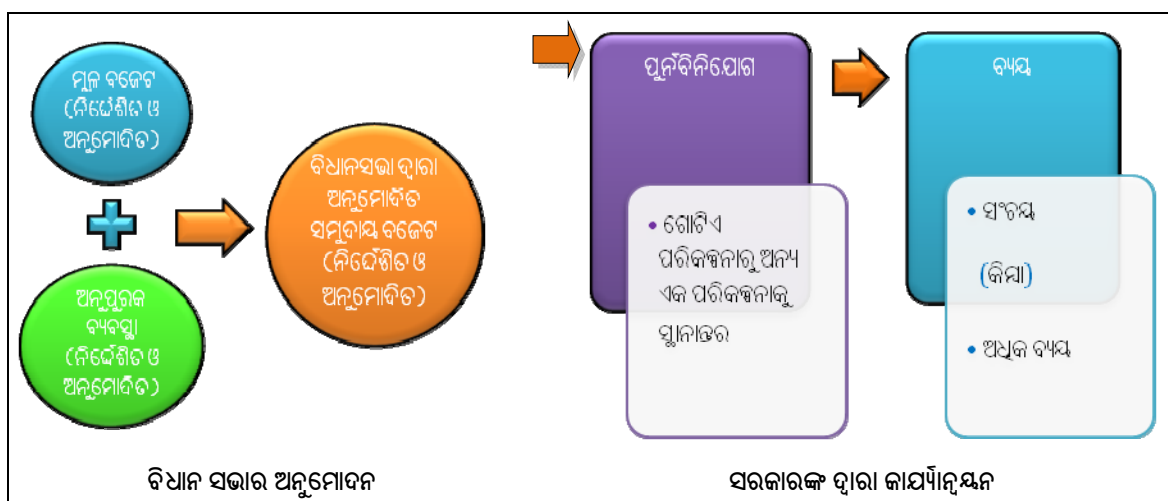 ମୂଳ ବଜେଟ
(ନିର୍ଦ୍ଦେଶିତ ଓ
ଅନୁମୋଦିତ)
ଅନୁପୂରକ
ବ୍ୟବସ୍ଥା
(ନିର୍ଦ୍ଦେଶିତ ଓ
ଅନୁମୋଦିତ)
ବିଧାନସଭା ଦ୍ୱାରା
ଅନୁମୋଦିତ
ସମୁଦାୟ ବଜେଟ
(ନିର୍ଦ୍ଦେଶିତ ଓ
ଅନୁମୋଦିତ)
ବିଧାନ ସଭାର ଅନୁମୋଦନ
ପୁର୍ନବିନିଯୋଗ
• ଗୋଟିଏ
ପରିକଳ୍ପନାରୁ ଅନ୍ୟ
ଏକ ପରିକଳ୍ପନାକୁ
ସ୍ଥାନାନ୍ତର
ବ୍ୟୟ
• ସଂଚୟ
(କିମ୍ବା)
• ଅଧିକ ବ୍ୟୟ
ସରକାରଙ୍କ ଦ୍ୱାରା କାର୍ଯ୍ୟାନ୍ୱୟନ